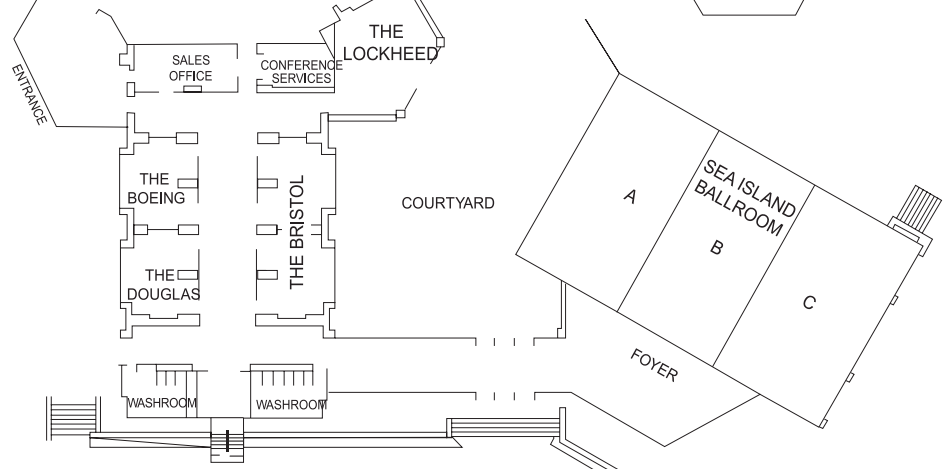 THE
LOCKHEED
SALES
OFFICE
CONFERENCE
SERVICES
ENTRANCE
THE
BOEING
THE BRISTOL
COURTYARD
SEA ISLAND
BALLROOM
A
B
C
THE
DOUGLAS
FOYER
WASHROOM
WASHROOM